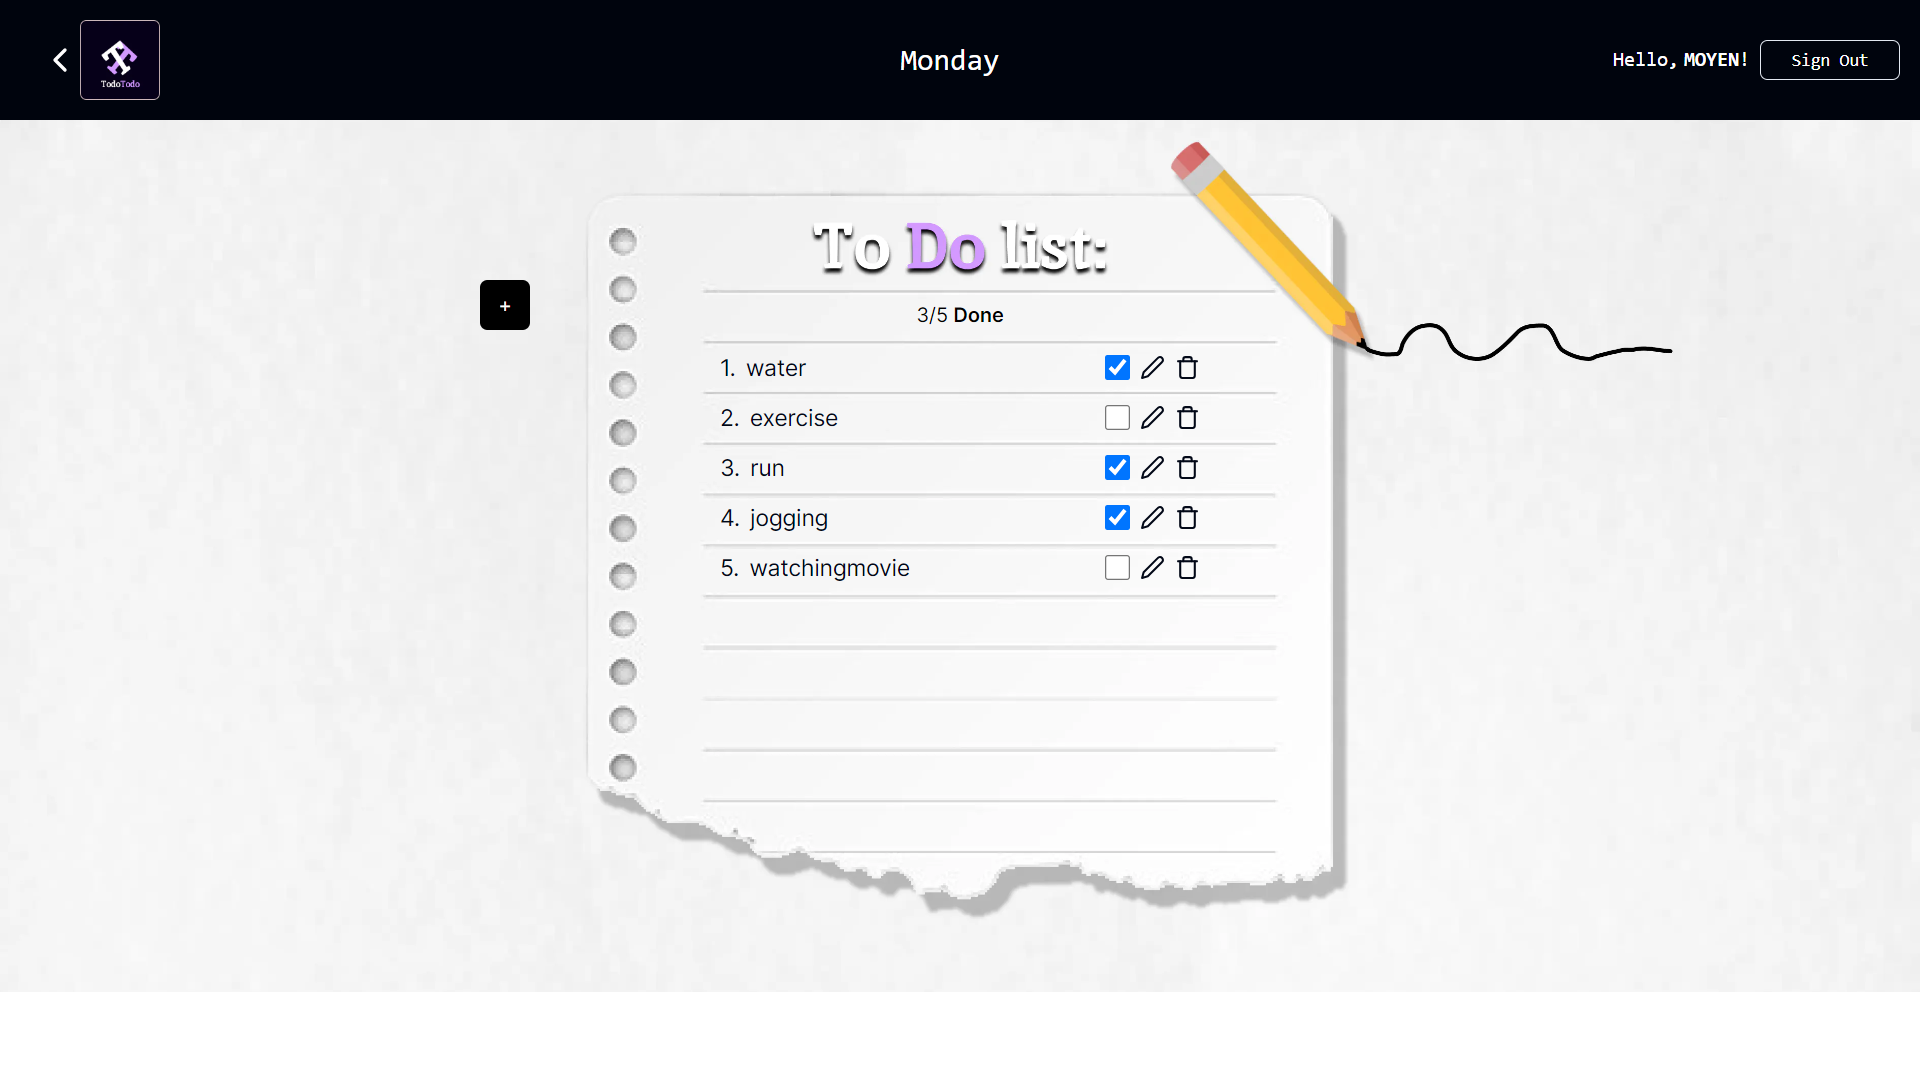 TodoTodo
Monday
Hello, MOYEN!
Sign Out
To Do list:
+
3/5 Done
1. water
2. exercise
3. run
4. jogging
5. watchingmovie